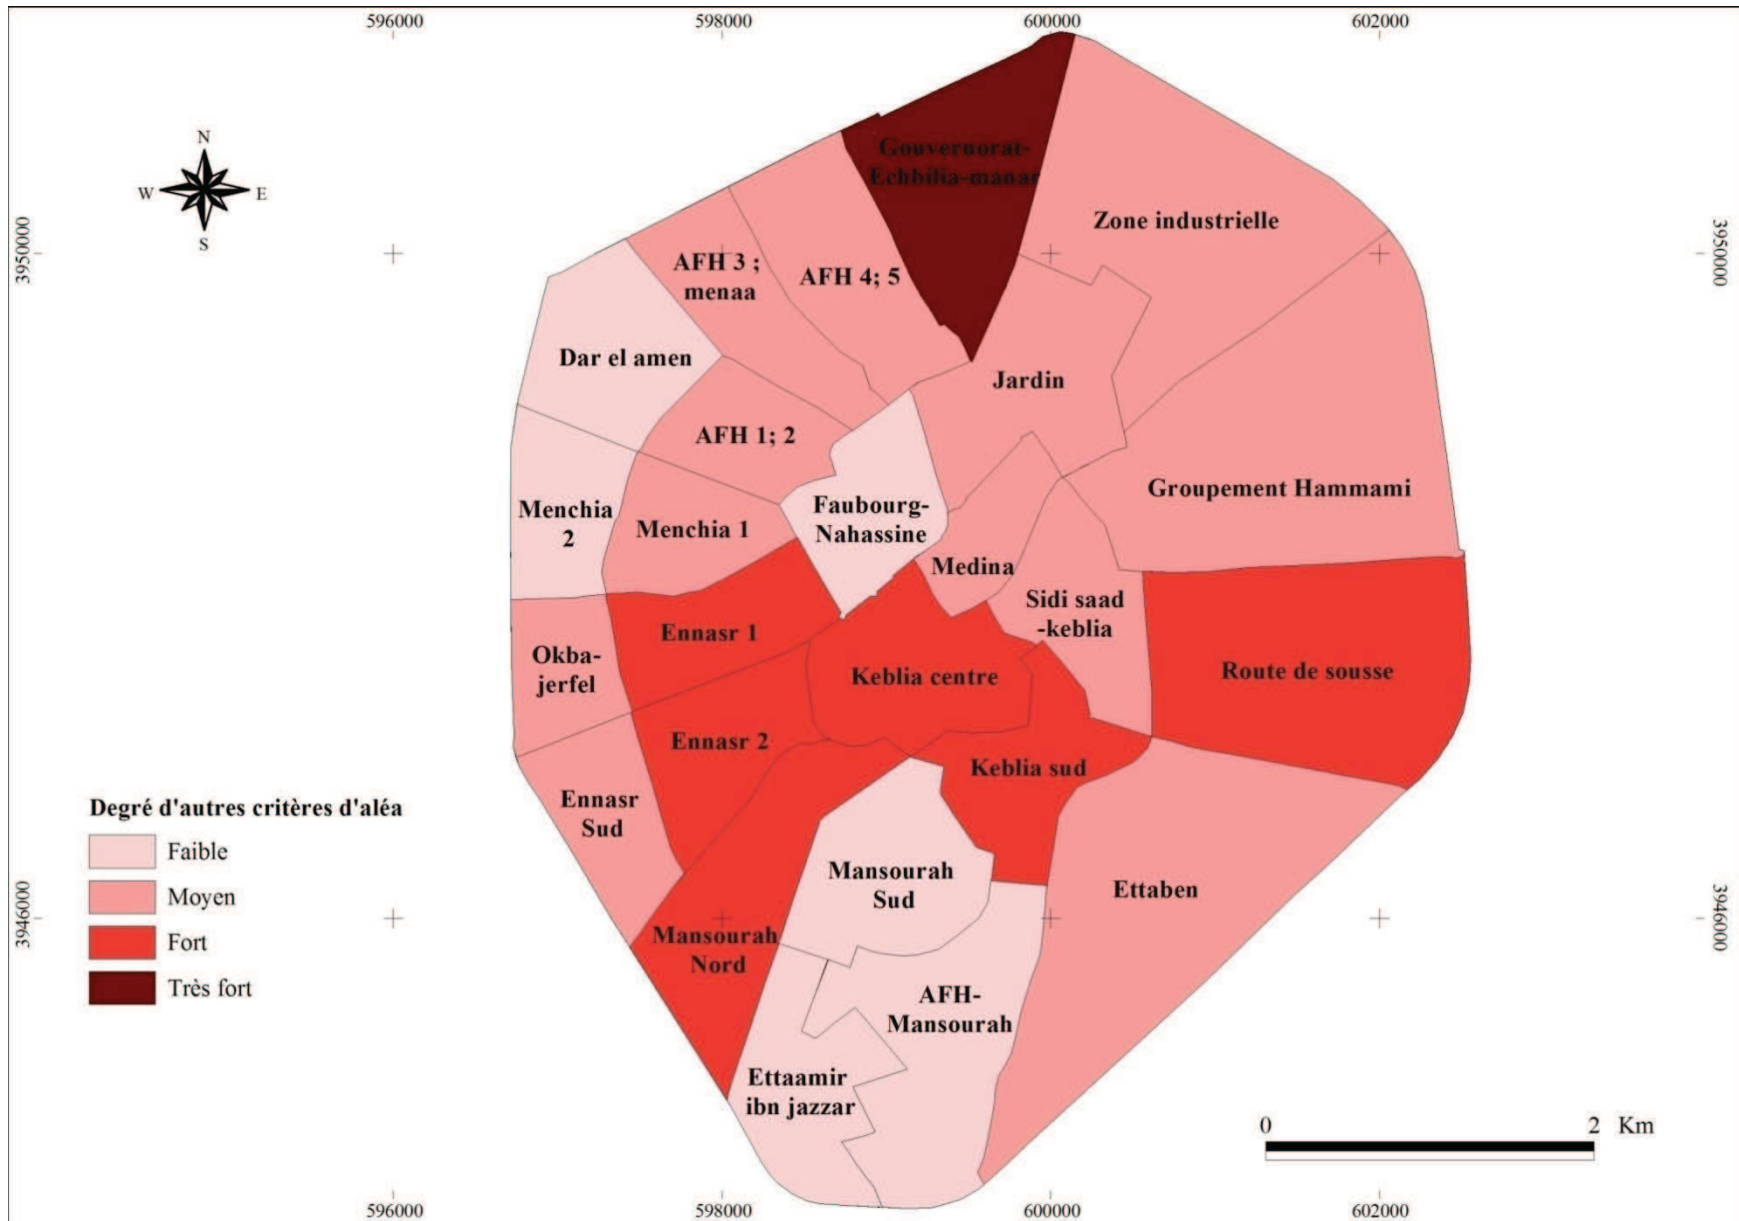 596000
598000
600000
602000
N
W
E
S
3950000
3950000
Gouvernorat-
Echbilia-manar
Zone industrielle
AFH 3 ;
menaa
AFH 4; 5
Dar el amen
Jardin
AFH 1; 2
Groupement Hammami
Menchia
2
Menchia 1
Faubourg-
Nahassine
Medina
Sidi saad
-keblia
Ennasr 1
Okba-
jerfel
Keblia centre
Route de sousse
Ennasr 2
Keblia sud
Ennasr
Sud
Mansourah
Sud
Ettaben
Mansourah
Nord
AFH-
Mansourah
Ettaamir
ibn jazzar
Degré d'autres critères d'aléa
Faible
Moyen
Fort
Très fort
3946000
3946000
0
2
Km
596000
598000
600000
602000